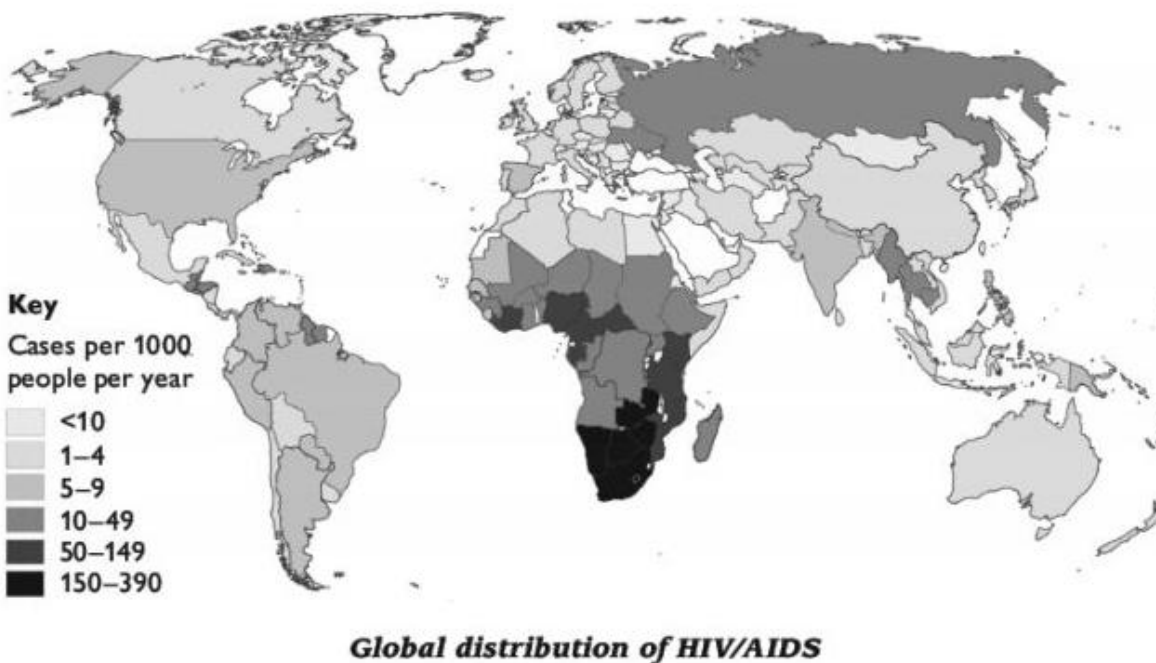 Key
Cases per 1000
people per year
<10
1–4
5–9
10–49
50–149
150–390
Global distribution of HIV/AIDS